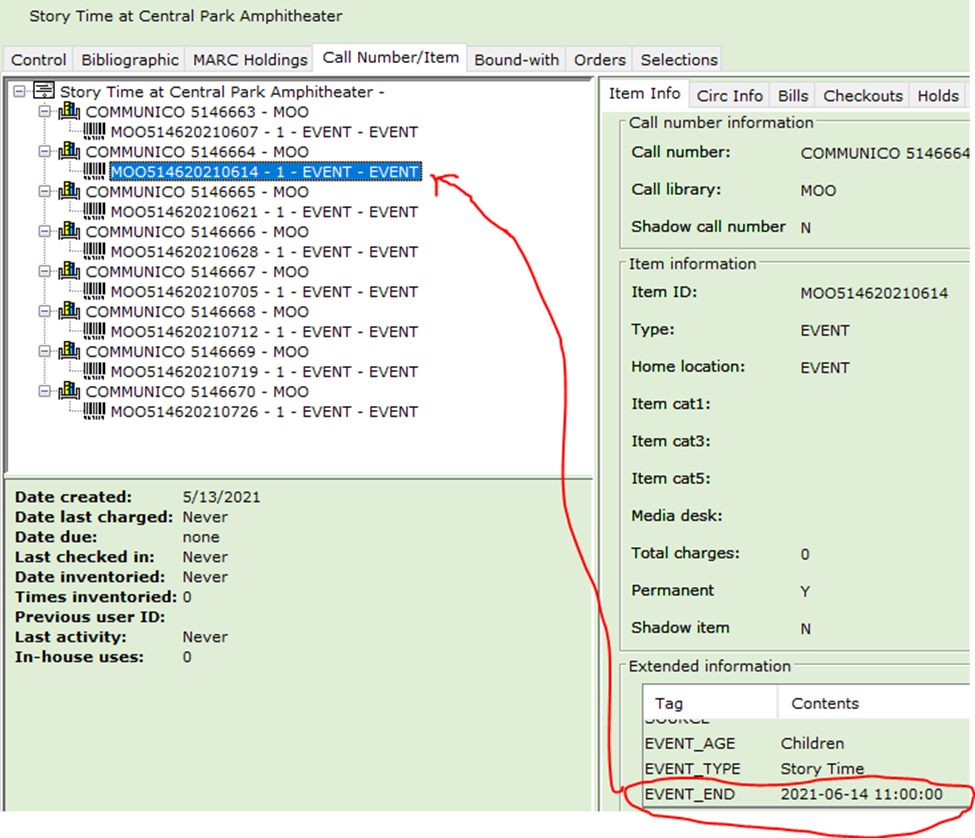 Story Time at Central Park Amphitheater
Control Bibliographic MARC Holdings Call Number/Item Bound-with Orders Selections
Story Time at Central Park Amphitheater -
COMMUNICO 5146663 - MOO
MOO514620210607 - 1 - EVENT - EVENT
COMMUNICO 5146664 - MOO
MOO514620210614 - 1 - EVENT - EVENT
COMMUNICO 5146665 - MOO
MOO514620210621 - 1 - EVENT - EVENT
COMMUNICO 5146666 - MOO
MOO514620210628 - 1 - EVENT - EVENT
COMMUNICO 5146667 - MOO
MOO514620210705 - 1 - EVENT - EVENT
COMMUNICO 5146668 - MOO
MOO514620210712 - 1 - EVENT - EVENT
COMMUNICO 5146669 - MOO
MOO514620210719 - 1 - EVENT - EVENT
COMMUNICO 5146670 - MOO
MOO514620210726 - 1 - EVENT - EVENT
Date created: 5/13/2021
Date last charged: Never
Date due: none
Last checked in: Never
Date inventoried: Never
Times inventoried: 0
Previous user ID:
Last activity: Never
In-house uses: 0
Item Info Circ Info Bills Checkouts Holds
Call number information
Call number: COMMUNICO 5146664
Call library: MOO
Shadow call number N
Item information
Item ID: MOO514620210614
Type: EVENT
Home location: EVENT
Item cat1:
Item cat3:
Item cat5:
Media desk:
Total charges: 0
Permanent Y
Shadow item N
Extended information
Tag Contents
SOURCE
EVENT_AGE Children
EVENT_TYPE Story Time
EVENT_END 2021-06-14 11:00:00